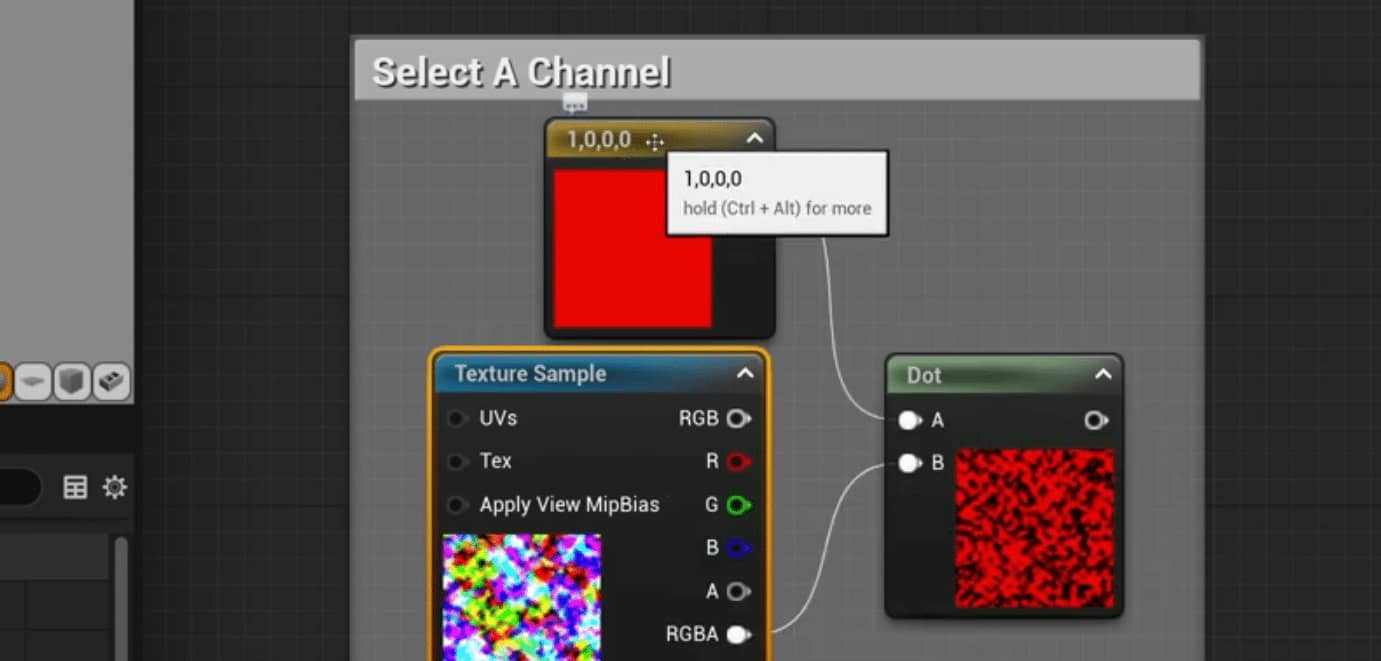 Select A Channel
1,0,0,0
1,0,0,0
hold (Ctrl + Alt) for more
Texture Sample
UVs
RGB
Tex
R
Apply View MipBias
G
B
A
RGBA
Dot
A
B